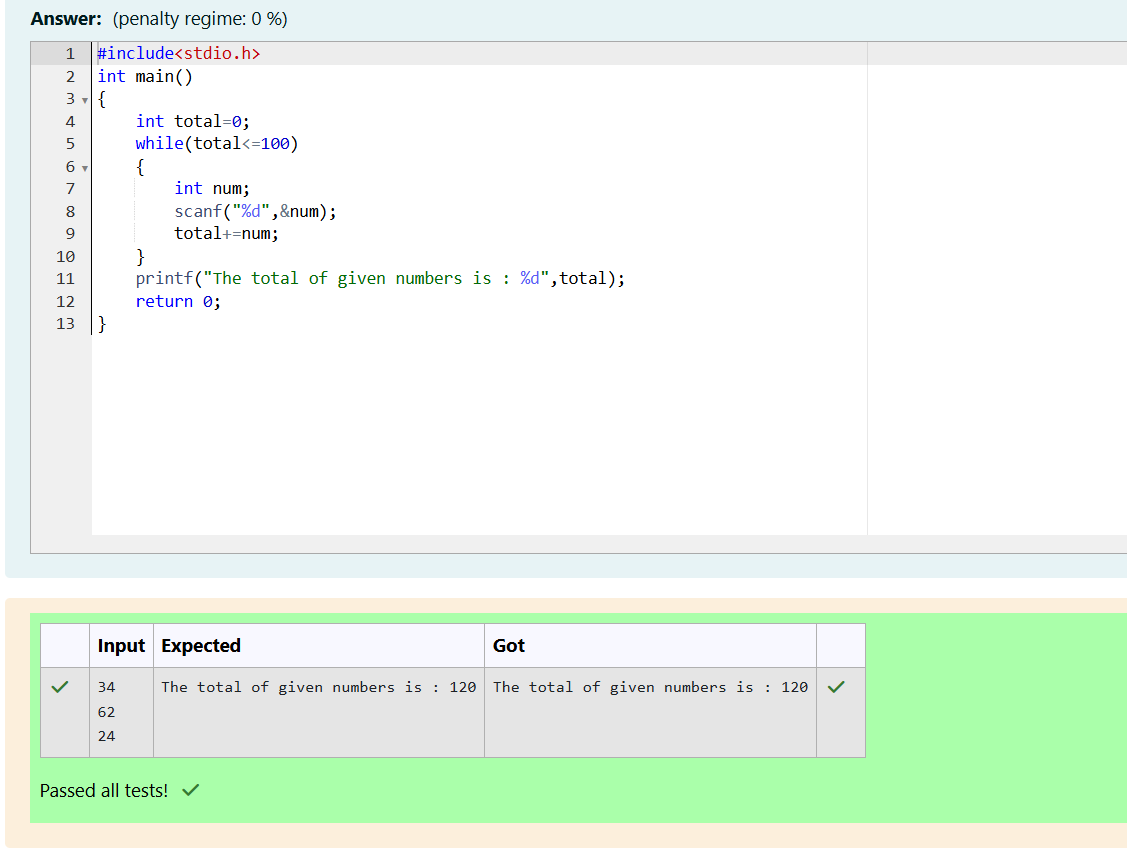 Answer: (penalty regime: 0 %)
1 #include<stdio.h>
2 int main()
3 {
4     int total=0;
5     while(total<=100)
6     {
7         int num;
8         scanf("%d",&num);
9         total+=num;
10     }
11     printf("The total of given numbers is : %d",total);
12     return 0;
13 }
Input Expected Got
34 The total of given numbers is : 120 The total of given numbers is : 120
62
24
Passed all tests!